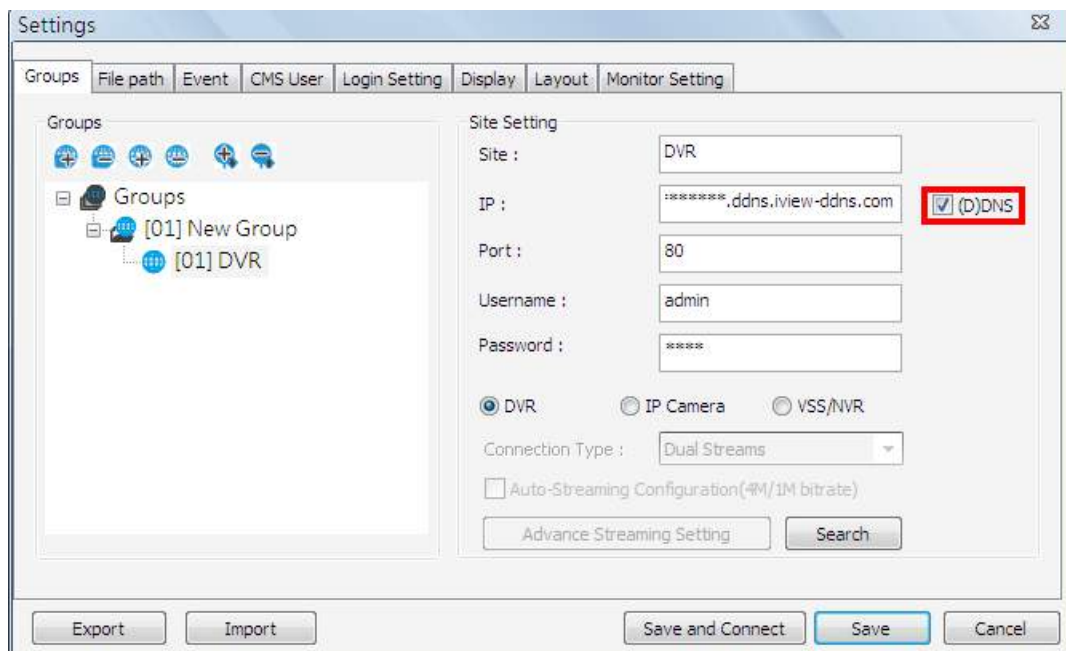 Settings
Groups File path Event CMS User Login Setting Display Layout Monitor Setting
Groups
Groups
[01] New Group
[01] DVR
Site Setting
Site : DVR
IP : *******.ddns.iview-ddns.com (D)DNS
Port : 80
Username : admin
Password : ****
DVR IP Camera VSS/NVR
Connection Type : Dual Streams
Auto-Streaming Configuration(4M/1M bitrate)
Advance Streaming Setting Search
Export Import Save and Connect Save Cancel